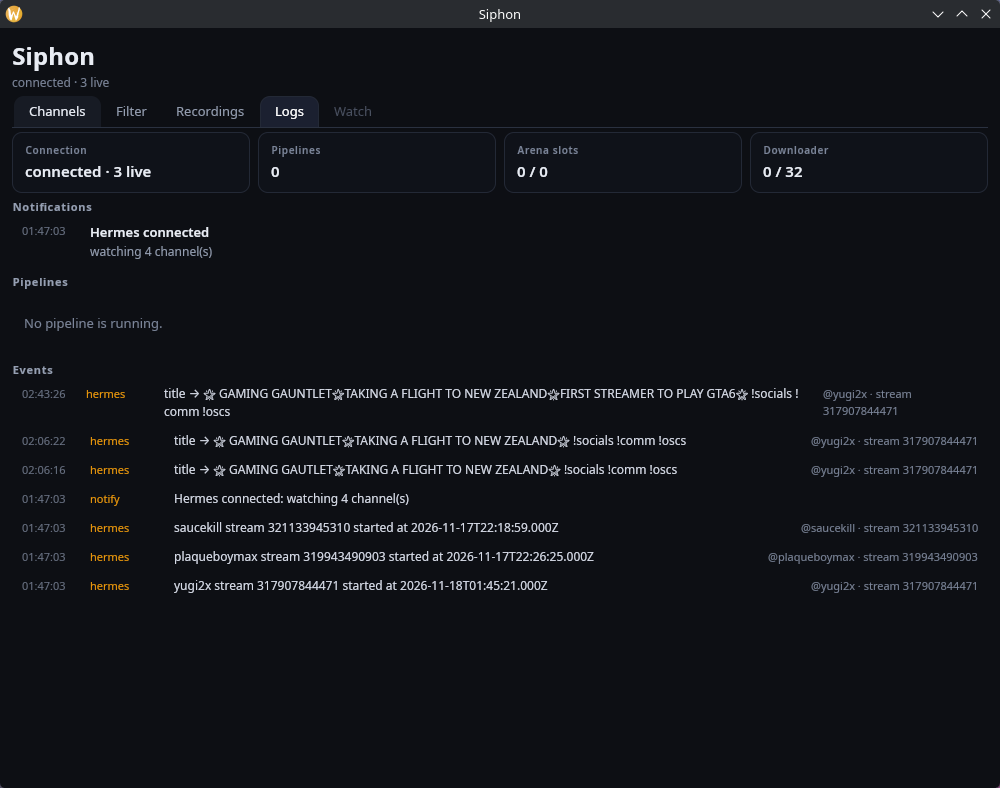 Siphon
Siphon
connected · 3 live
Channels Filter Recordings Logs Watch
Connection Pipelines Arena slots Downloader
connected · 3 live 0 0 / 0 0 / 32
Notifications
01:47:03 Hermes connected
watching 4 channel(s)
Pipelines
No pipeline is running.
Events
02:43:26 hermes title → ⚝ GAMING GAUNTLET⚝TAKING A FLIGHT TO NEW ZEALAND⚝FIRST STREAMER TO PLAY GTA6⚝ !socials ! @yugi2x · stream
comm !oscs 317907844471
02:06:22 hermes title → ⚝ GAMING GAUNTLET⚝TAKING A FLIGHT TO NEW ZEALAND⚝ !socials !comm !oscs @yugi2x · stream 317907844471
02:06:16 hermes title → ⚝ GAMING GAUTLET⚝TAKING A FLIGHT TO NEW ZEALAND⚝ !socials !comm !oscs @yugi2x · stream 317907844471
01:47:03 notify Hermes connected: watching 4 channel(s)
01:47:03 hermes saucekill stream 321133945310 started at 2026-11-17T22:18:59.000Z @saucekill · stream 321133945310
01:47:03 hermes plaqueboymax stream 319943490903 started at 2026-11-17T22:26:25.000Z @plaqueboymax · stream 319943490903
01:47:03 hermes yugi2x stream 317907844471 started at 2026-11-18T01:45:21.000Z @yugi2x · stream 317907844471